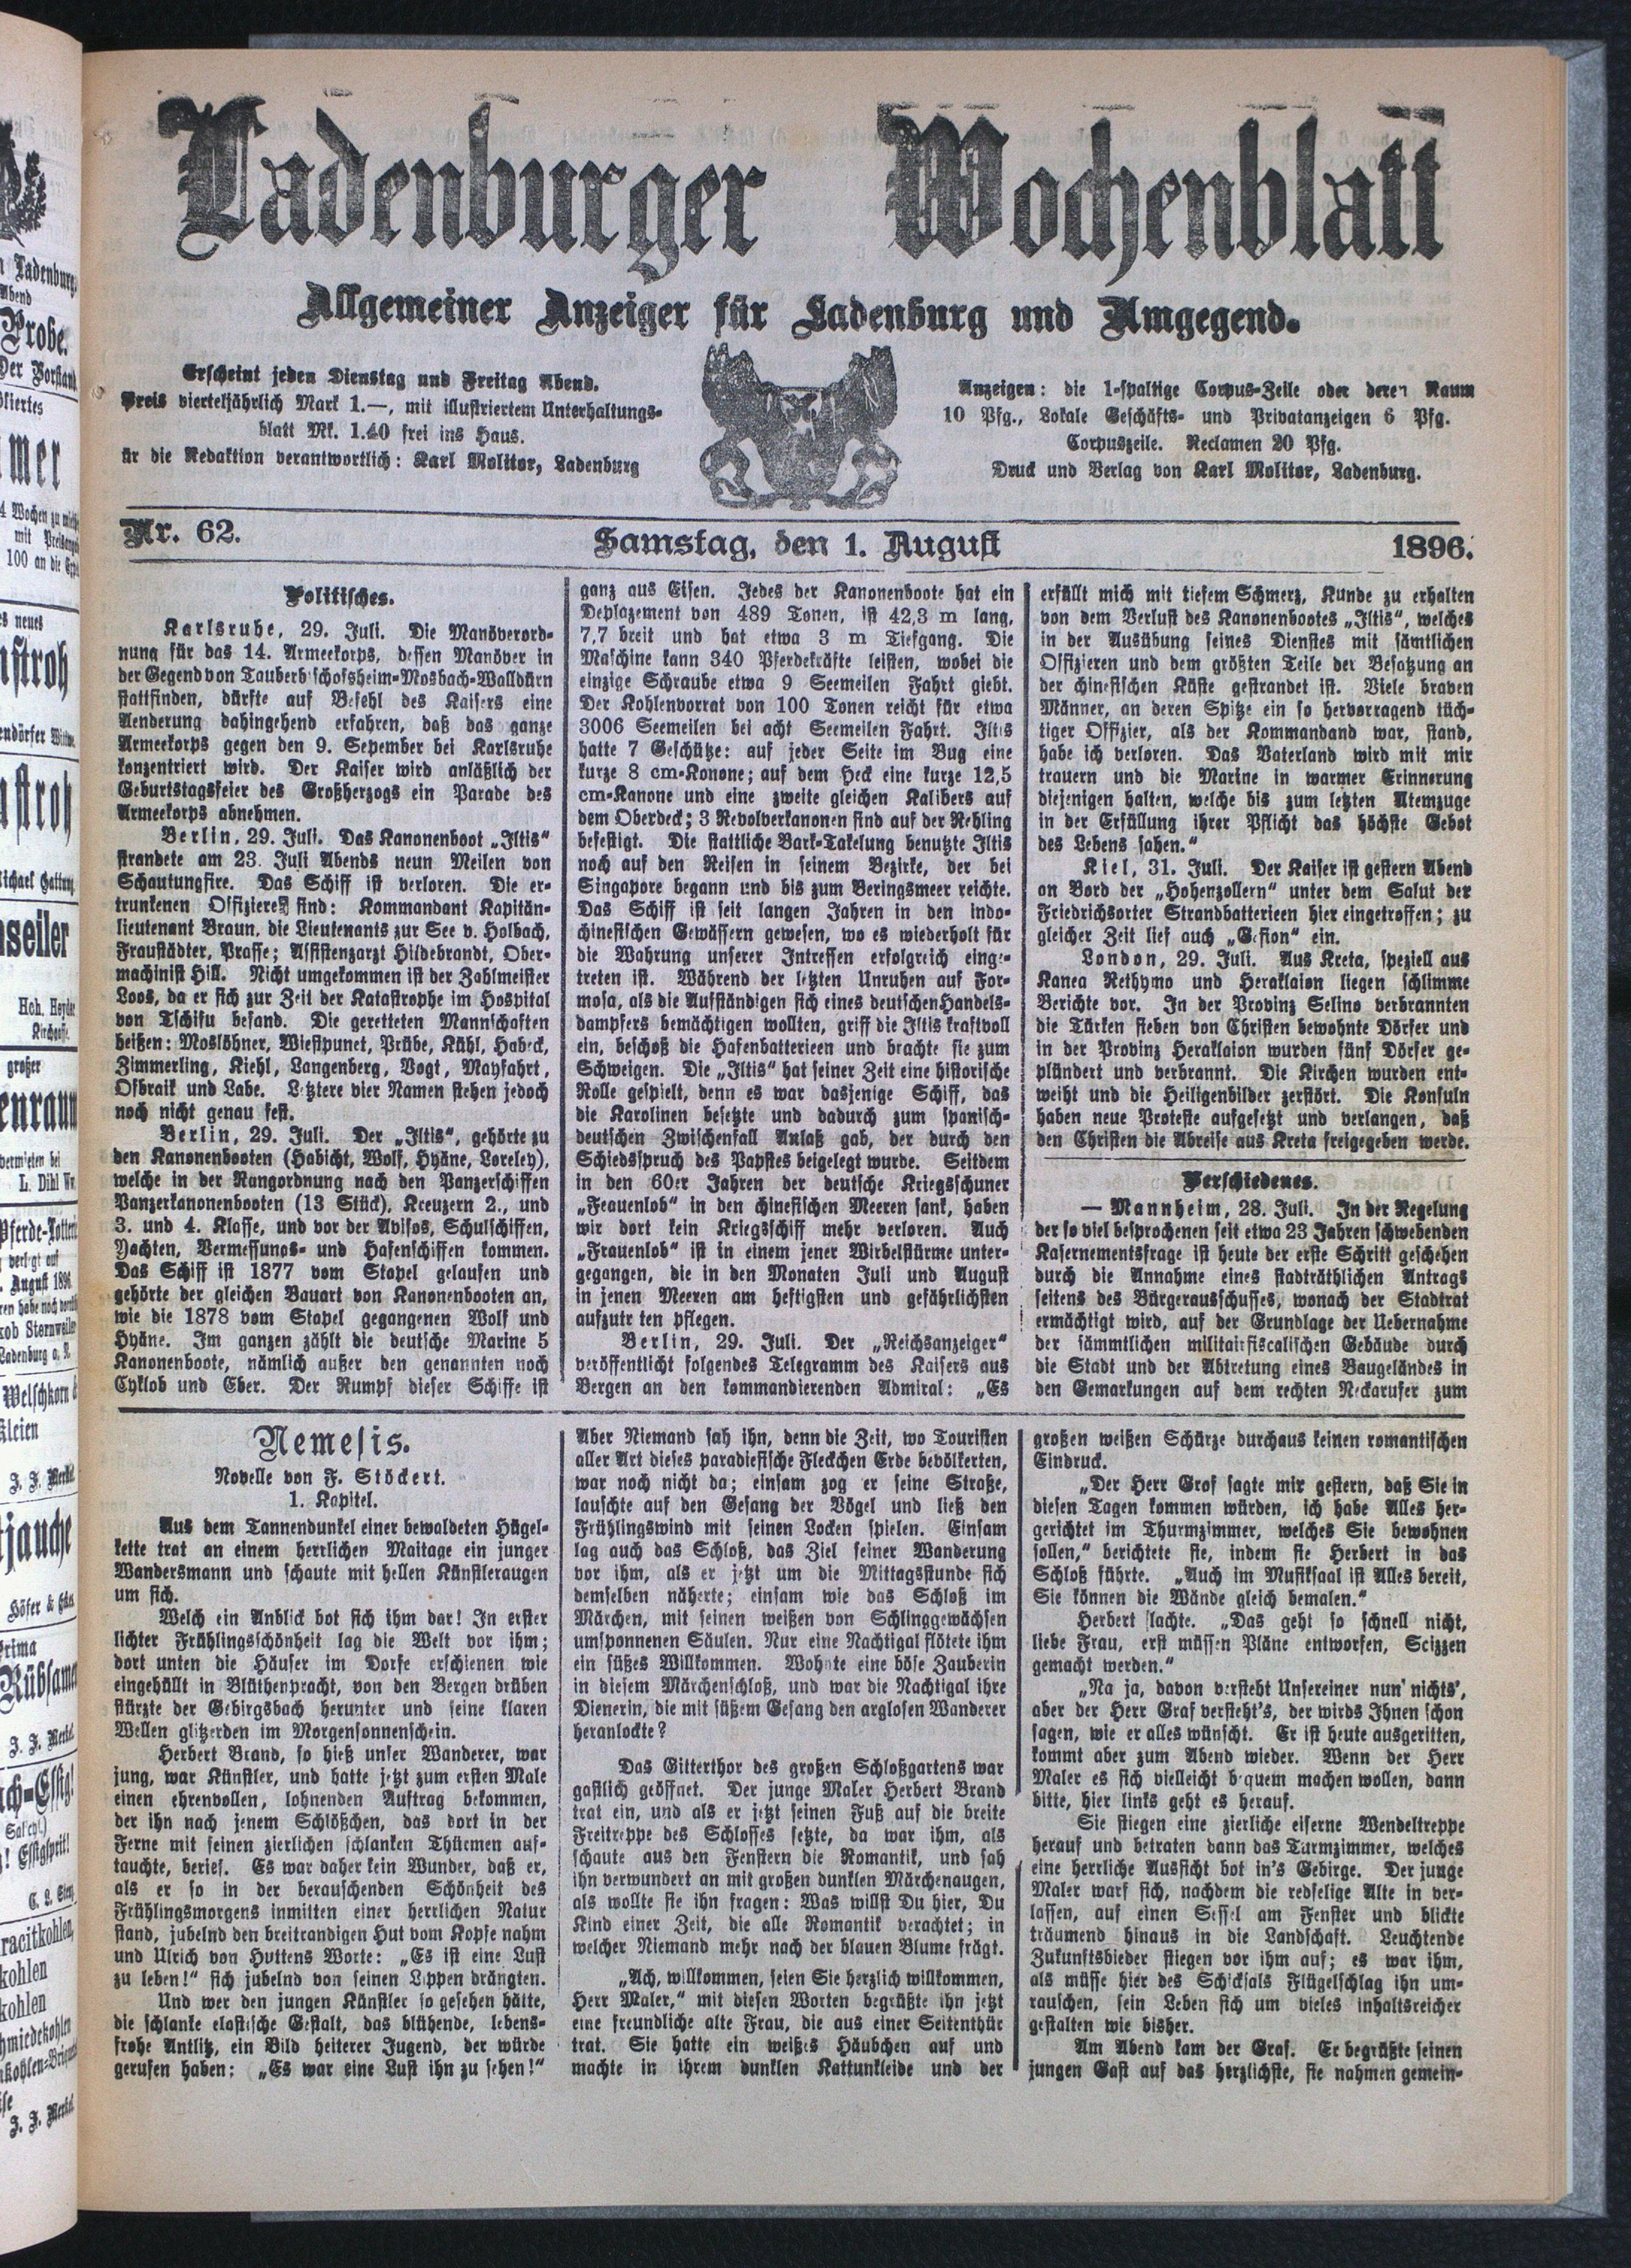 Ladenburger Wochenblatt
Allgemeiner Anzeiger für Ladenburg und Umgegend.
Erscheint jeden Dienstag und Freitag Abend.
Preis vierteljährlich Mark 1.—, mit illustriertem Unterhaltungs-
blatt Mk. 1.40 frei ins Haus.
ür die Redaktion verantwortlich: Karl Molitor, Ladenburg
Anzeigen: die 1-spaltige Corpus-Zeile oder deren Raum
10 Pfg., Lokale Geschäfts- und Privatanzeigen 6 Pfg.
Corpuszeile. Reclamen 20 Pfg.
Druck und Verlag von Karl Molitor, Ladenburg.
Nr. 62.
Samstag, den 1. August
1896.
Politisches.
Karlsruhe, 29. Juli. Die Manöverord-
nung für das 14. Armeekorps, dessen Manöver in
der Gegend von Tauberbischofsheim-Mosbach-Walldürn
stattfinden, dürfte auf Befehl des Kaisers eine
Aenderung dahingehend erfahren, daß das ganze
Armeekorps gegen den 9. Sepember bei Karlsruhe
konzentriert wird. Der Kaiser wird anläßlich der
Geburtstagsfeier des Großherzogs ein Parade des
Armeekorps abnehmen.
Berlin, 29. Juli. Das Kanonenboot „Iltis“
strandete am 23. Juli Abends neun Meilen von
Schautungfire. Das Schiff ist verloren. Die er-
trunkenen Offiziere find: Kommandant Kapitän-
lieutenant Braun, die Lieutenants zur See v. Holbach,
Fraustädter, Prasse; Assistenzarzt Hildebrandt, Ober-
machinist Hill. Nicht umgekommen ist der Zahlmeister
Loos, da er sich zur Zeit der Katastrophe im Hospital
von Tschifu befand. Die geretteten Mannschaften
heißen: Moslöhner, Wiestpunet, Prübe, Kühl, Habeck,
Zimmerling, Kiehl, Langenberg, Vogt, Mayfahrt,
Ofbraik und Labe. Letztere vier Namen stehen jedoch
noch nicht genau fest.
Berlin, 29. Juli. Der „Iltis“, gehörte zu
den Kanonenbooten (Habicht, Wolf, Hyäne, Loreley),
welche in der Rangordnung nach den Panzerschiffen
Panzerkanonenbooten (13 Stück), Kreuzern 2., und
3. und 4. Klasse, und vor der Avisos, Schulschiffen,
Yachten, Vermessungs- und Hafenschiffen kommen.
Das Schiff ist 1877 vom Stapel gelaufen und
gehörte der gleichen Bauart von Kanonenbooten an,
wie die 1878 vom Stapel gegangenen Wolf und
Hyäne. Im ganzen zählt die deutsche Marine 5
Kanonenboote, nämlich außer den genannten noch
Cyklob und Eber. Der Rumpf dieser Schiffe ist
ganz aus Eisen. Jedes der Kanonenboote hat ein
Deplazement von 489 Tonen, ist 42,3 m lang,
7,7 breit und hat etwa 3 m Tiefgang. Die
Maschine kann 340 Pferdekräfte leisten, wobei die
einzige Schraube etwa 9 Seemeilen Fahrt giebt.
Der Kohlenvorrat von 100 Tonen reicht für etwa
3006 Seemeilen bei acht Seemeilen Fahrt. Iltis
hatte 7 Geschütze: auf jeder Seite im Bug eine
kurze 8 cm-Konone; auf dem Heck eine kurze 12,5
cm-Kanone und eine zweite gleichen Kalibers auf
dem Oberdeck; 3 Revolverkanonen sind auf der Rehling
befestigt. Die stattliche Bark-Takelung benutzte Iltis
noch auf den Reisen in seinem Bezirke, der bei
Singapore begann und bis zum Beringsmeer reichte.
Das Schiff ist seit langen Jahren in den indo-
chinesischen Gewässern gewesen, wo es wiederholt für
die Wahrung unserer Intressen erfolgreich einge-
treten ist. Während der letzten Unruhen auf For-
mosa, als die Aufständigen sich eines deutschen Handels-
dampfers bemächtigen wollten, griff die Iltis kraftvoll
ein, beschoß die Hafenbatterieen und brachte sie zum
Schweigen. Die „Iltis“ hat seiner Zeit eine historische
Rolle gespielt, denn es war dasjenige Schiff, das
die Karolinen besetzte und dadurch zum spanisch-
deutschen Zwischenfall Anlaß gab, der durch den
Schiedsspruch des Papstes beigelegt wurde. Seitdem
in den 60er Jahren der deutsche Kriegsschuner
„Feauenlob“ in den chinesischen Meeren sank, haben
wir dort kein Kriegsschiff mehr verloren. Auch
„Frauenlob“ ist in einem jener Wirbelstürme unter-
gegangen, die in den Monaten Juli und August
in jenen Meeren am heftigsten und gefährlichsten
aufzutr ten pflegen.
Berlin, 29. Juli. Der „Reichsanzeiger“
veröffentlicht folgendes Telegramm des Kaisers aus
Bergen an den kommandierenden Admiral: „Es
erfüllt mich mit tiefem Schmerz, Kunde zu erhalten
von dem Verlust des Kanonenbootes „Iltis“, welches
in der Ausübung seines Dienstes mit sämtlichen
Offizieren und dem größten Teile der Besatzung an
der chinesischen Küste gestrandet ist. Viele braven
Männer, an deren Spitze ein so hervorragend tüch-
tiger Offizier, als der Kommandand war, stand,
habe ich verloren. Das Vaterland wird mit mir
trauern und die Marine in warmer Erinnerung
diejenigen halten, welche bis zum letzten Atemzuge
in der Erfüllung ihrer Pflicht das höchste Gebot
des Lebens sahen.“
Kiel, 31. Juli. Der Kaiser ist gestern Abend
an Bord der „Hohenzollern“ unter dem Salut der
Friedrichsorter Strandbatterieen hier eingetroffen; zu
gleicher Zeit lief auch „Gefion“ ein.
London, 29. Juli. Aus Kreta, speziell aus
Kanea Rethymo und Heraklaion liegen schlimme
Berichte vor. In der Provinz Selino verbrannten
die Türken sieben von Christen bewohnte Dörfer und
in der Provinz Heraklaion wurden fünf Dörfer ge-
plündert und verbrannt. Die Kirchen wurden ent-
weiht und die Heiligenbilder zerstört. Die Konsuln
haben neue Proteste aufgesetzt und verlangen, daß
den Christen die Abreise aus Kreta freigegeben werde.
Verschiedenes.
— Mannheim, 28. Juli. In der Regelung
der so viel besprochenen seit etwa 23 Jahren schwebenden
Kasernementsfrage ist heute der erste Schritt geschehen
durch die Annahme eines stadträthlichen Antrags
seitens des Bürgerausschusses, wonach der Stadtrat
ermächtigt wird, auf der Grundlage der Uebernahme
der sämmtlichen militairfiscalischen Gebäude durch
die Stadt und der Abtretung eines Baugeländes in
den Gemarkungen auf dem rechten Neckarufer zum
Nemesis.
Novelle von F. Stöckert.
1. Kapitel.
Aus dem Tannendunkel einer bewaldeten Hügel-
kette trat an einem herrlichen Maitage ein junger
Wandersmann und schaute mit hellen Künstleraugen
um sich.
Welch ein Anblick bot sich ihm dar! In erster
lichter Frühlingsschönheit lag die Welt vor ihm;
dort unten die Häuser im Dorfe erschienen wie
eingehüllt in Blüthenpracht, von den Bergen drüben
stürzte der Gebirgsbach herunter und seine klaren
Wellen glitzerden im Morgensonnenschein.
Herbert Brand, so hieß unser Wanderer, war
jung, war Künstler, und hatte jetzt zum ersten Male
einen ehrenvollen, lohnenden Auftrag bekommen,
der ihn nach jenem Schlößchen, das dort in der
Ferne mit seinen zierlichen schlanken Thürmen auf-
tauchte, berief. Es war daher kein Wunder, daß er,
als er so in der berauschenden Schönheit des
Frühlingsmorgens inmitten einer herrlichen Natur
stand, jubelnd den breitrandigen Hut vom Kopfe nahm
und Ulrich von Huttens Worte: „Es ist eine Lust
zu leben!“ sich jubelnd von seinen Lippen drängten.
Und wer den jungen Künstler so gesehen hätte,
die schlanke elastische Gestalt, das blühende, lebens-
frohe Antlitz, ein Bild heiterer Jugend, der würde
gerufen haben: „Es war eine Lust ihn zu sehen!“
Aber Niemand sah ihn, denn die Zeit, wo Touristen
aller Art dieses paradiesische Fleckchen Erde bevölkerten,
war noch nicht da; einsam zog er seine Straße,
lauschte auf den Gesang der Vögel und ließ den
Frühlingswind mit seinen Locken spielen. Einsam
lag auch das Schloß, das Ziel seiner Wanderung
vor ihm, als er jetzt um die Mittagsstunde sich
demselben näherte; einsam wie das Schloß im
Märchen, mit seinen weißen von Schlinggewächsen
umsponnenen Säulen. Nur eine Nachtigal flötete ihm
ein süßes Willkommen. Wohnte eine böse Zauberin
in diesem Märchenschloß, und war die Nachtigal ihre
Dienerin, die mit süßem Gesang den arglosen Wanderer
heranlockte?
Das Gitterthor des großen Schloßgartens war
gastlich geöffnet. Der junge Maler Herbert Brand
trat ein, und als er jetzt seinen Fuß auf die breite
Freitreppe des Schlosses setzte, da war ihm, als
schaute aus den Fenstern die Romantik, und sah
ihn verwundert an mit großen dunklen Märchenaugen,
als wollte sie ihn fragen: Was willst Du hier, Du
Kind einer Zeit, die alle Romantik verachtet; in
welcher Niemand mehr nach der blauen Blume frägt.
„Ach, willkommen, seien Sie herzlich willkommen,
Herr Maler,“ mit diesen Worten begrüßte ihn jetzt
eine freundliche alte Frau, die aus einer Seitenthür
trat. Sie hatte ein weißes Häubchen auf und
machte in ihrem dunklen Kattunkleide und der
großen weißen Schürze durchaus keinen romantischen
Eindruck.
„Der Herr Graf sagte mir gestern, daß Sie in
diesen Tagen kommen würden, ich habe Alles her-
gerichtet im Thurmzimmer, welches Sie bewohnen
sollen,“ berichtete sie, indem sie Herbert in das
Schloß führte. „Auch im Musiksaal ist Alles bereit,
Sie können die Wände gleich bemalen.“
Herbert lachte. „Das geht so schnell nicht,
liebe Frau, erst müssen Pläne entworfen, Scizzen
gemacht werden.“
„Na ja, davon versteht Unsereiner nun' nichts',
aber der Herr Graf versteht's, der wirds Ihnen schon
sagen, wie er alles wünscht. Er ist heute ausgeritten,
kommt aber zum Abend wieder. Wenn der Herr
Maler es sich vielleicht bequem machen wollen, dann
bitte, hier links geht es herauf.
Sie stiegen eine zierliche eiserne Wendeltreppe
herauf und betraten dann das Turmzimmer, welches
eine herrliche Aussicht bot in's Gebirge. Der junge
Maler warf sich, nachdem die redselige Alte in ver-
lassen, auf einen Sessel am Fenster und blickte
träumend hinaus in die Landschaft. Leuchtende
Zukunftsbieder stiegen vor ihm auf; es war ihm,
als müsse hier des Schicksals Flügelschlag ihn um-
rauschen, sein Leben sich um vieles inhaltsreicher
gestalten wie bisher.
Am Abend kam der Graf. Er begrüßte seinen
jungen Gast auf das herzlichste, sie nahmen gemein-